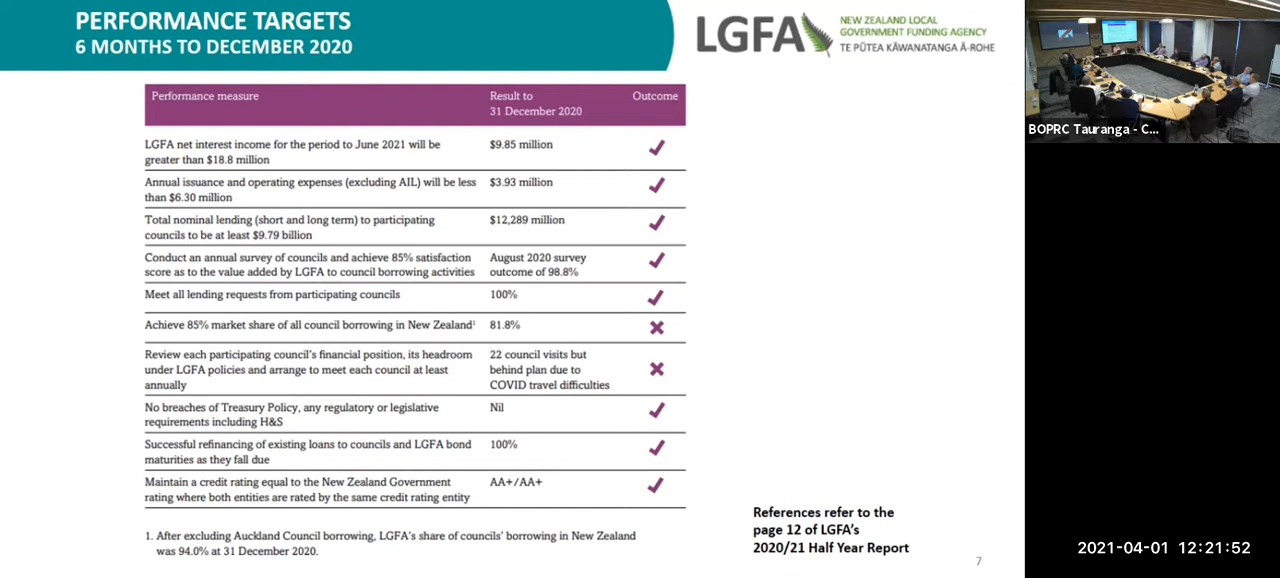 PERFORMANCE TARGETS
6 MONTHS TO DECEMBER 2020
LGFA
NEW ZEALAND LOCAL
GOVERNMENT FUNDING AGENCY
TE PŪTEA KĀWANATANGA Ā-ROHE
Performance measure
Result to
31 December 2020
Outcome
LGFA net interest income for the period to June 2021 will be
greater than $18.8 million
$9.85 million
Annual issuance and operating expenses (excluding AIL) will be less
than $6.30 million
$3.93 million
Total nominal lending (short and long term) to participating
councils to be at least $9.79 billion
$12,289 million
Conduct an annual survey of councils and achieve 85% satisfaction
score as to the value added by LGFA to council borrowing activities
August 2020 survey
outcome of 98.8%
Meet all lending requests from participating councils
100%
Achieve 85% market share of all council borrowing in New Zealand¹
81.8%
Review each participating council's financial position, its headroom
under LGFA policies and arrange to meet each council at least
annually
22 council visits but
behind plan due to
COVID travel difficulties
No breaches of Treasury Policy, any regulatory or legislative
requirements including H&S
Nil
Successful refinancing of existing loans to councils and LGFA bond
maturities as they fall due
100%
Maintain a credit rating equal to the New Zealand Government
rating where both entities are rated by the same credit rating entity
AA+/AA+
1. After excluding Auckland Council borrowing, LGFA's share of councils' borrowing in New Zealand
was 94.0% at 31 December 2020.
References refer to the
page 12 of LGFA's
2020/21 Half Year Report
7
BOPRC Tauranga - C...
2021-04-01 12:21:52